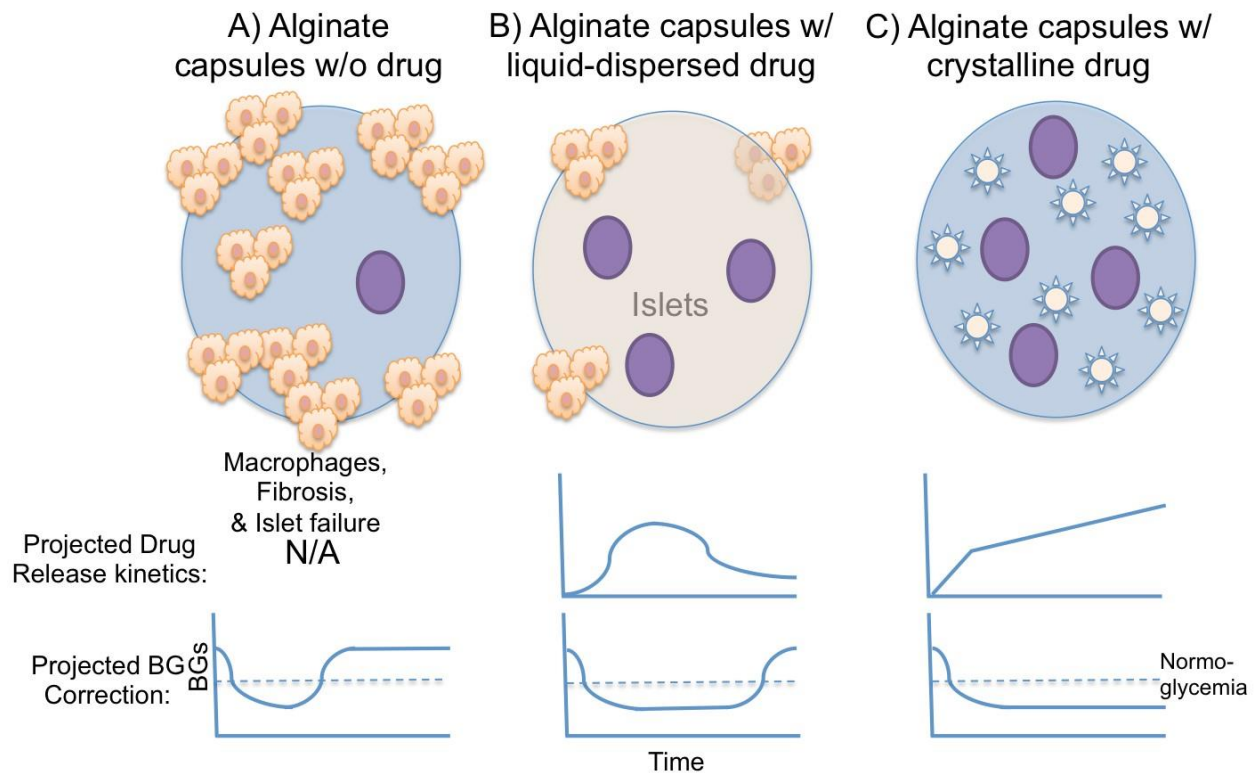 A) Alginate
capsules w/o drug
B) Alginate capsules w/
liquid-dispersed drug
C) Alginate capsules w/
crystalline drug
Islets
Macrophages,
Fibrosis,
& Islet failure
Projected Drug
Release kinetics:
N/A
Projected BG
Correction:
BGs
Normo-
glycemia
Time